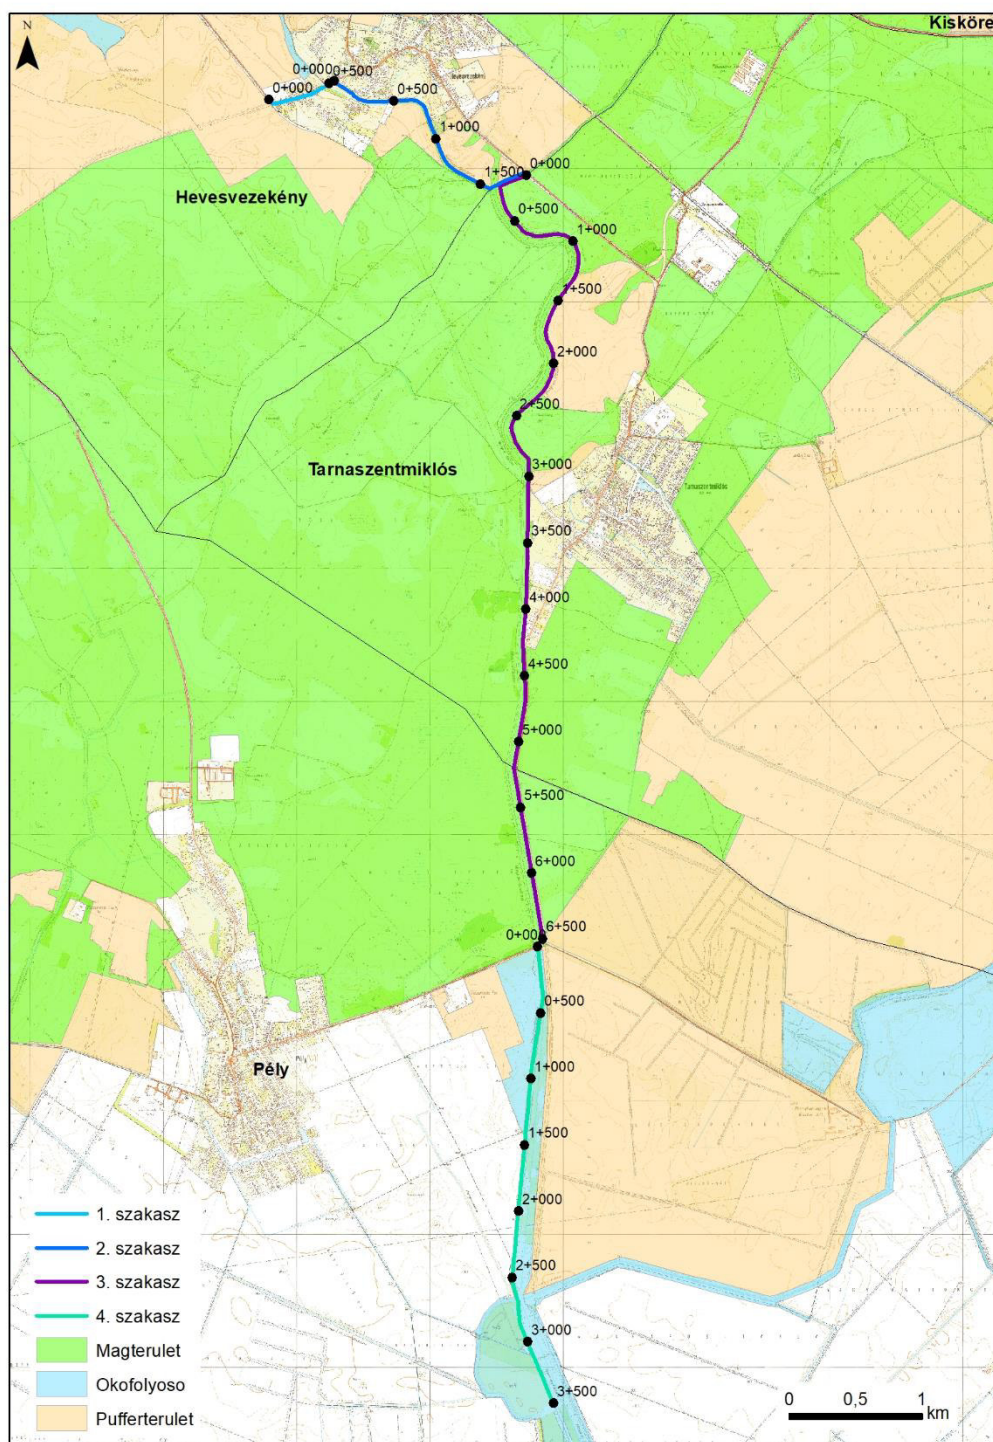 Kisköre
N
0+000
0+500
0+000
0+500
1+000
0+000
1+500
Hevesvezekény
0+500
1+000
1+500
2+000
2+500
Tarnaszentmiklós
3+000
Tarnaszentmiklós
3+500
4+000
4+500
5+000
5+500
6+000
6+500
0+000
0+500
Pély
1+000
1+500
2+000
2+500
3+000
3+500
1. szakasz
2. szakasz
3. szakasz
4. szakasz
Magterulet
Okofolyoso
Pufferterulet
0 0,5 1
km